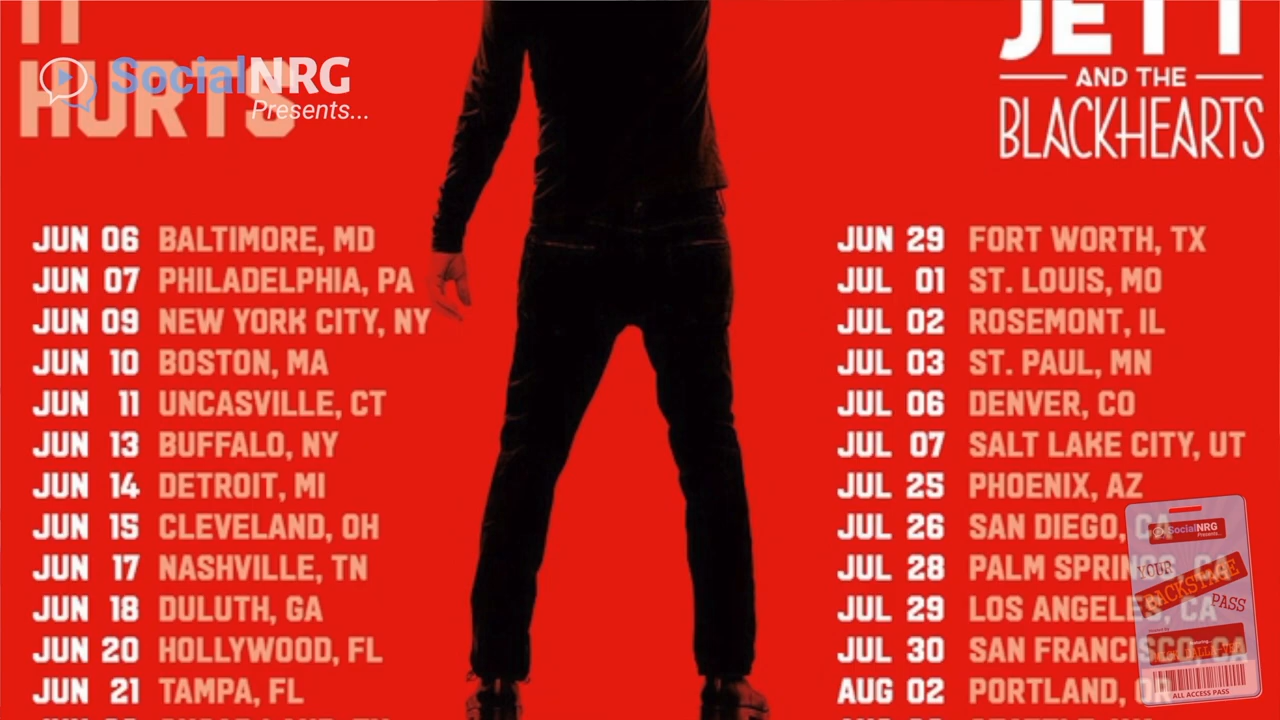 IT
HURTS
SocialNRG
Presents...
JETT
AND THE
BLACKHEARTS
JUN 06 BALTIMORE, MD
JUN 07 PHILADELPHIA, PA
JUN 09 NEW YORK CITY, NY
JUN 10 BOSTON, MA
JUN 11 UNCASVILLE, CT
JUN 13 BUFFALO, NY
JUN 14 DETROIT, MI
JUN 15 CLEVELAND, OH
JUN 17 NASHVILLE, TN
JUN 18 DULUTH, GA
JUN 20 HOLLYWOOD, FL
JUN 21 TAMPA, FL
JUN 29 FORT WORTH, TX
JUL 01 ST. LOUIS, MO
JUL 02 ROSEMONT, IL
JUL 03 ST. PAUL, MN
JUL 06 DENVER, CO
JUL 07 SALT LAKE CITY, UT
JUL 25 PHOENIX, AZ
JUL 26 SAN DIEGO, CA
JUL 28 PALM SPRINGS, CA
JUL 29 LOS ANGELES, CA
JUL 30 SAN FRANCISCO, CA
AUG 02 PORTLAND, OR
SocialNRG
Presents...
YOUR
BACKSTAGE
PASS
ALL ACCESS PASS